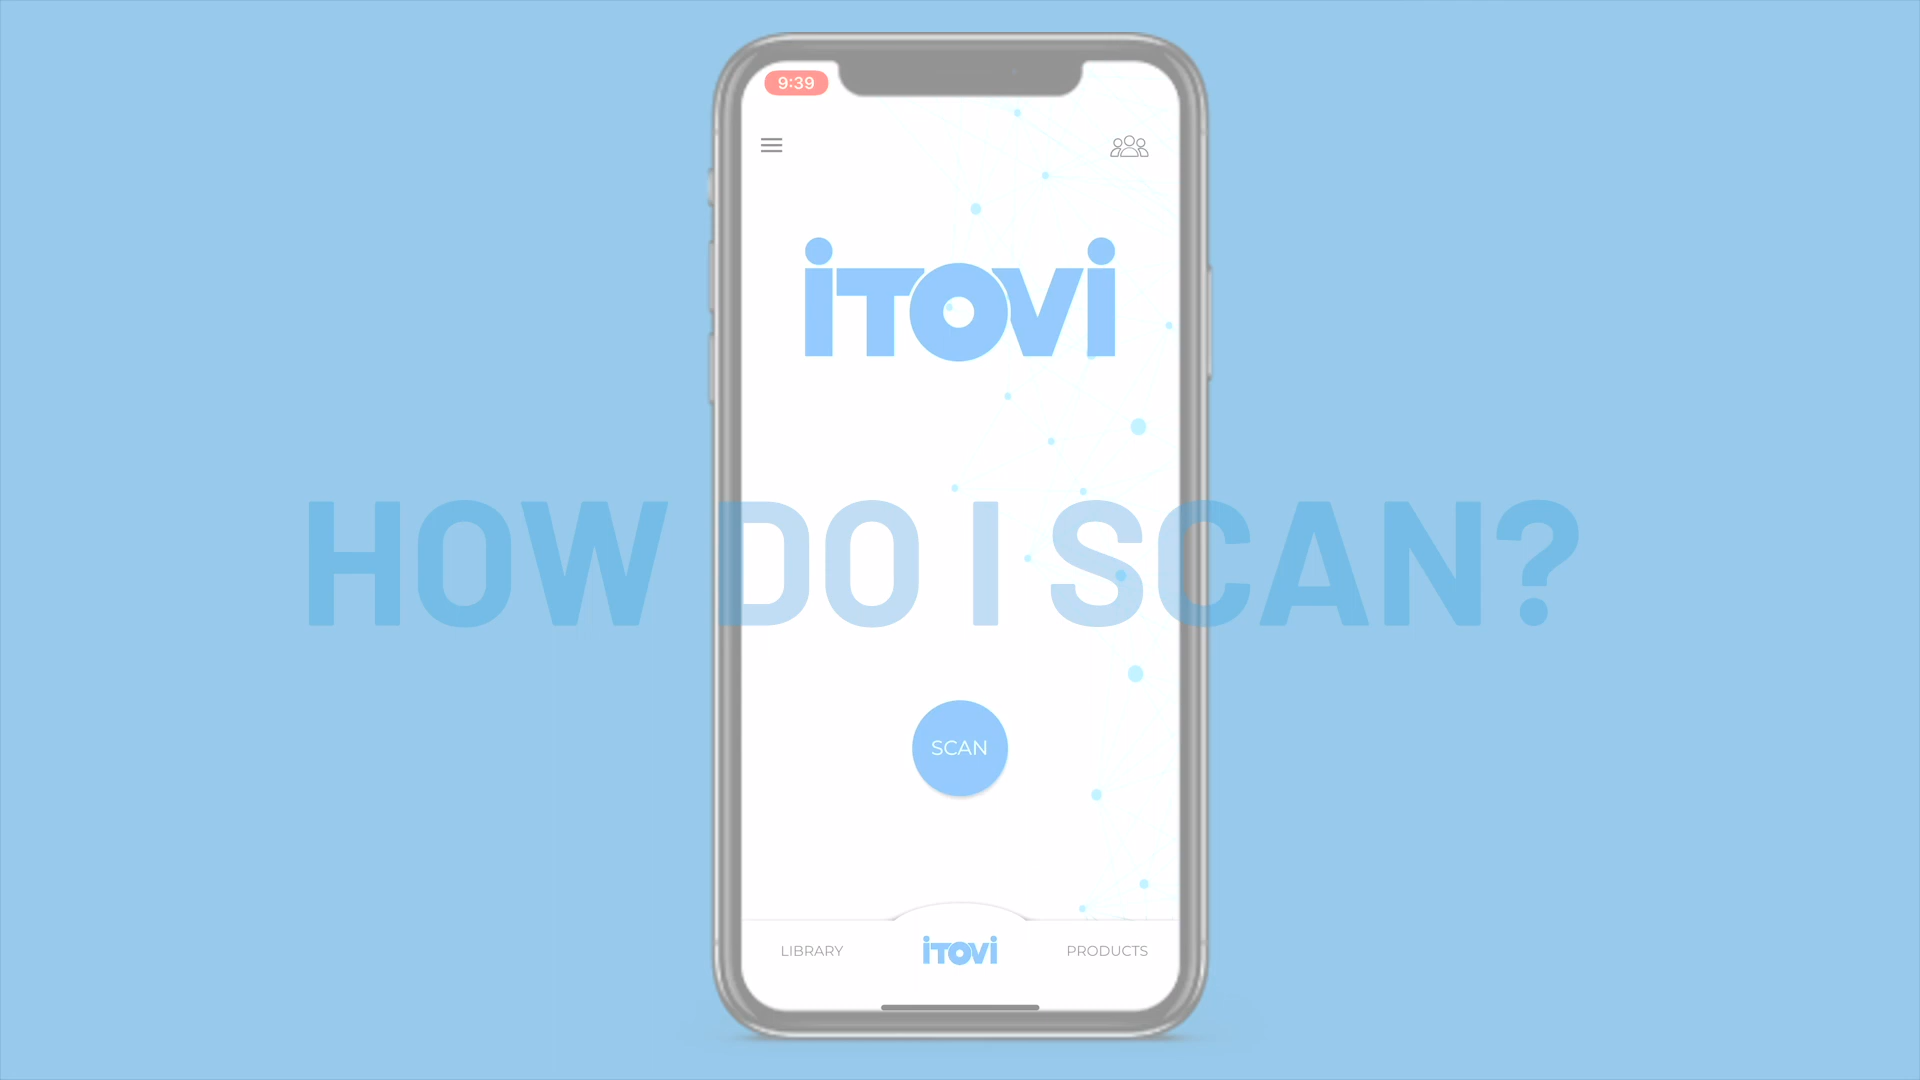 9:39
iTOVi
HOW DO I SCAN?
SCAN
LIBRARY
iTOVi
PRODUCTS